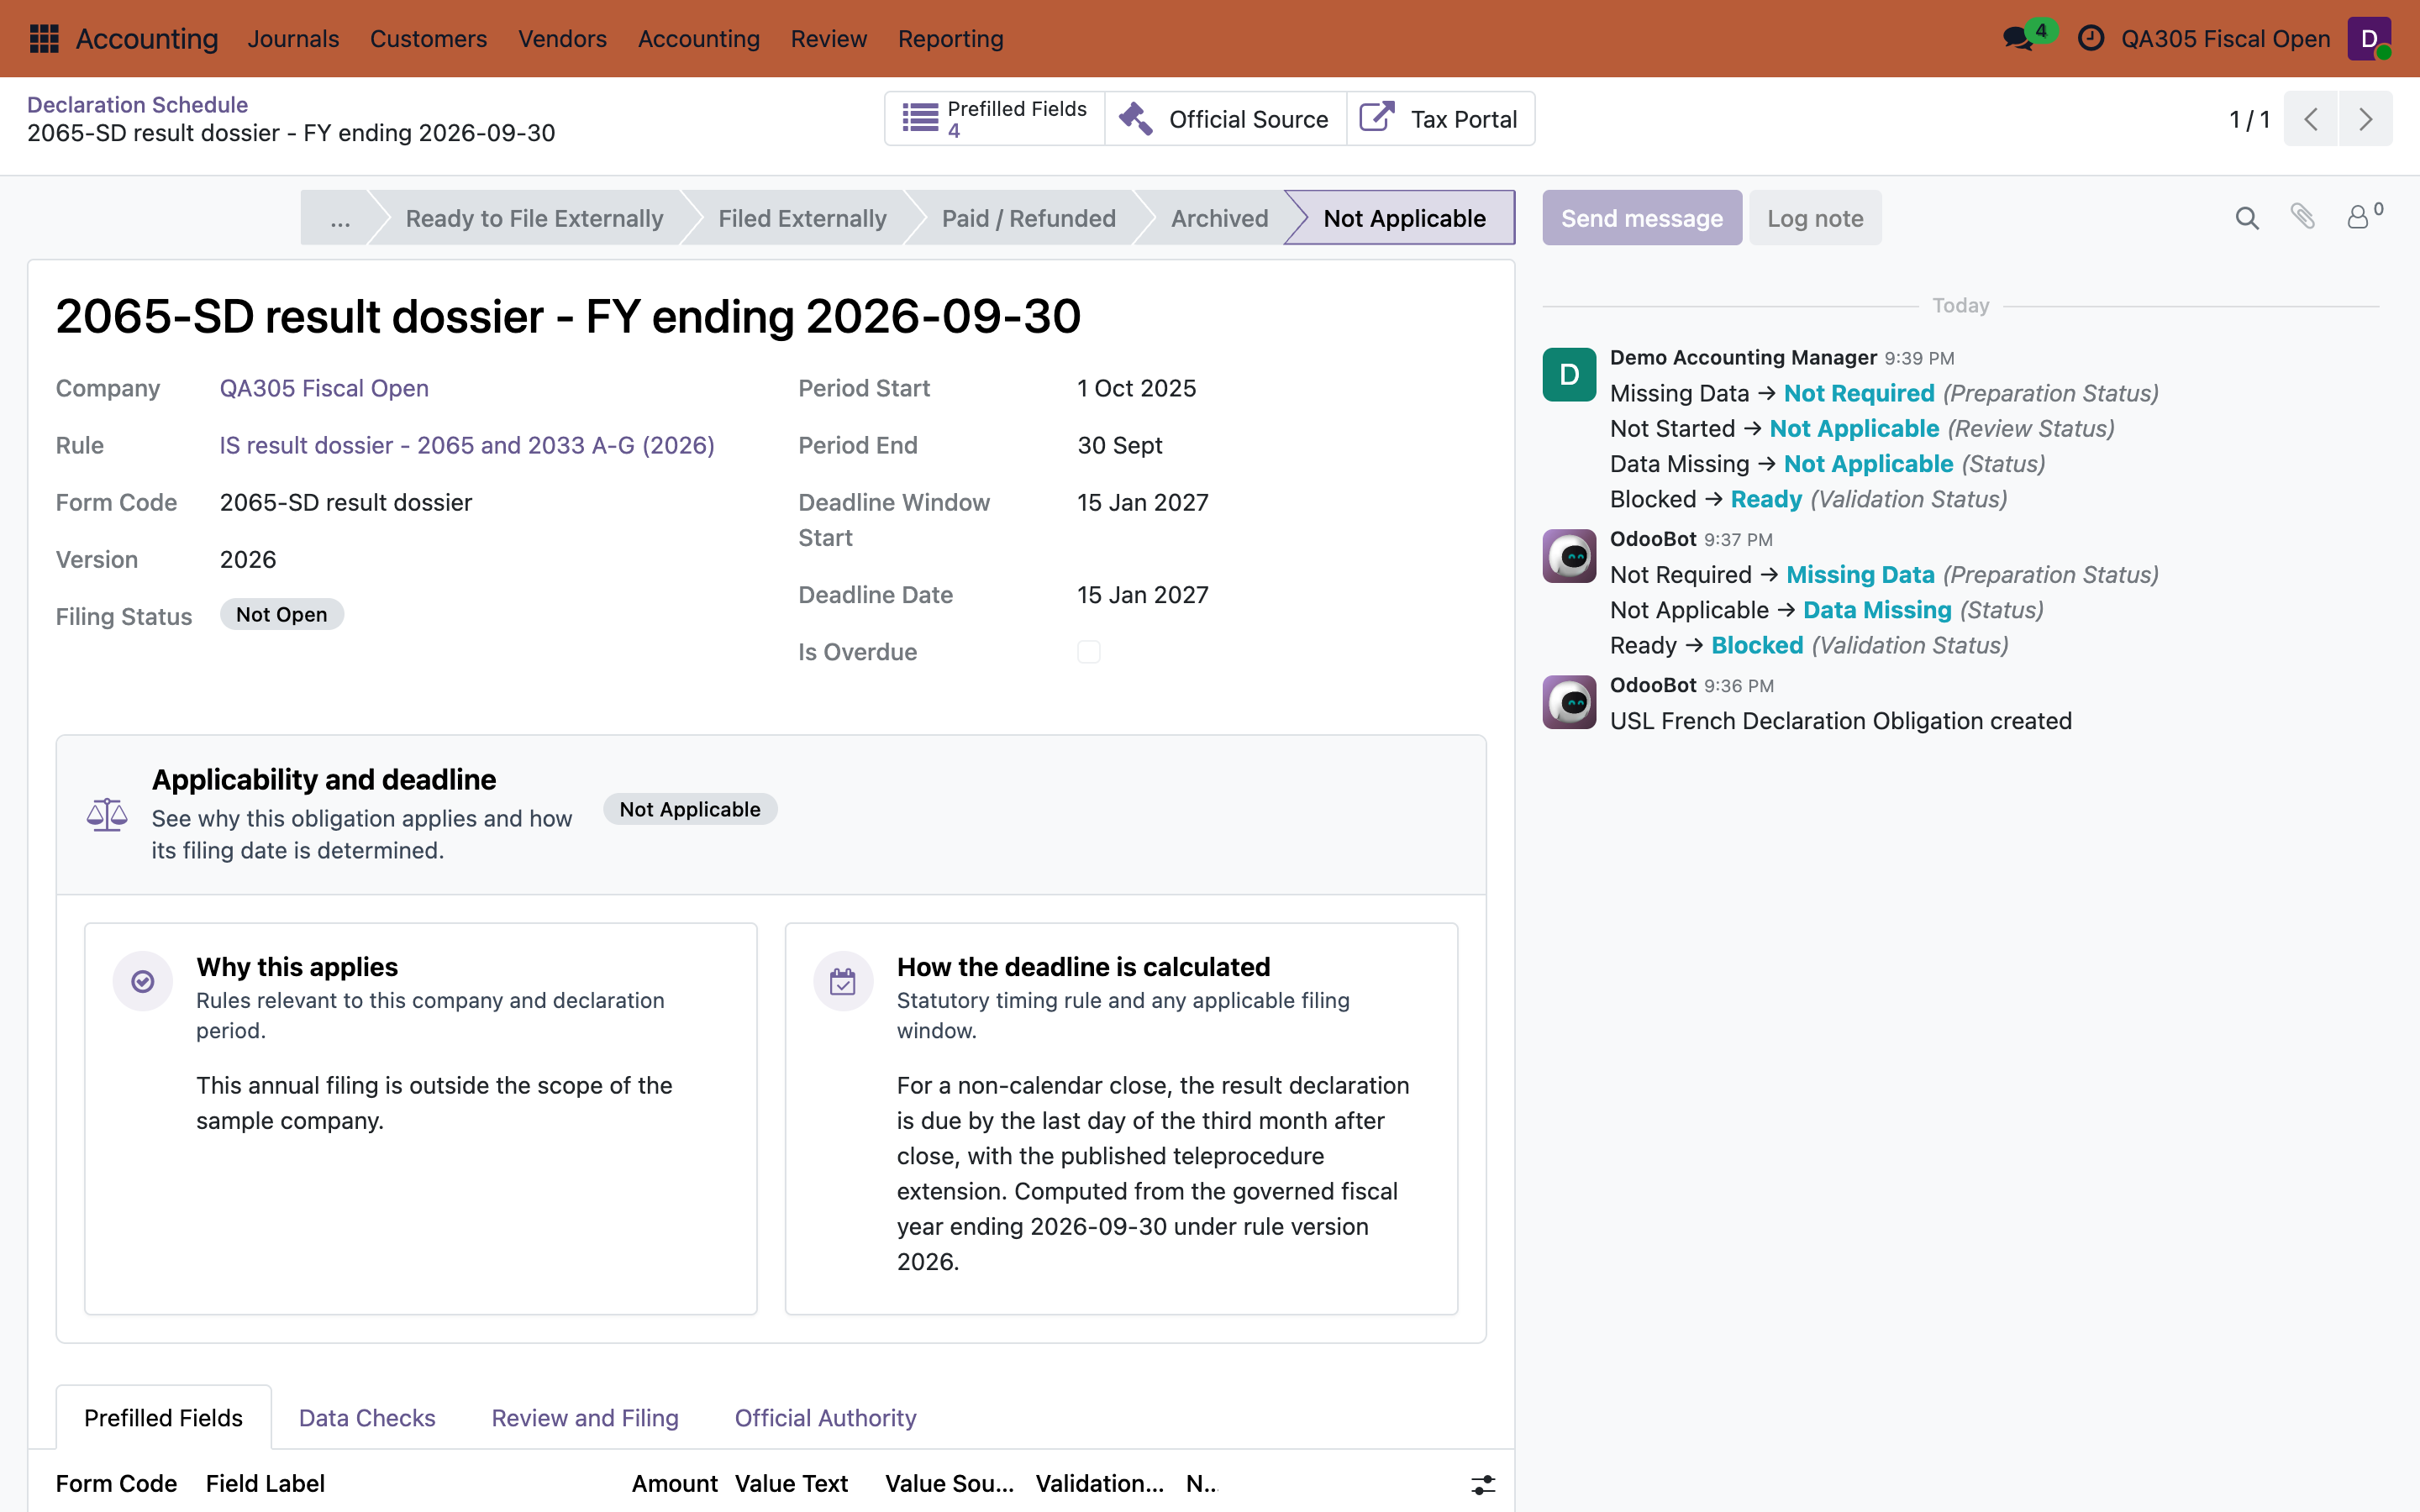 Accounting Journals Customers Vendors Accounting Review Reporting 4 QA305 Fiscal Open D
Declaration Schedule
2065-SD result dossier - FY ending 2026-09-30
Prefilled Fields
4
Official Source
Tax Portal
1 / 1
... Ready to File Externally Filed Externally Paid / Refunded Archived Not Applicable
Send message Log note 0
2065-SD result dossier - FY ending 2026-09-30
Company QA305 Fiscal Open
Rule IS result dossier - 2065 and 2033 A-G (2026)
Form Code 2065-SD result dossier
Version 2026
Filing Status Not Open
Period Start 1 Oct 2025
Period End 30 Sept
Deadline Window
Start
15 Jan 2027
Deadline Date 15 Jan 2027
Is Overdue
Applicability and deadline
See why this obligation applies and how
its filing date is determined.
Not Applicable
Why this applies
Rules relevant to this company and declaration
period.
This annual filing is outside the scope of the
sample company.
How the deadline is calculated
Statutory timing rule and any applicable filing
window.
For a non-calendar close, the result declaration
is due by the last day of the third month after
close, with the published teleprocedure
extension. Computed from the governed fiscal
year ending 2026-09-30 under rule version
2026.
Prefilled Fields Data Checks Review and Filing Official Authority
Form Code Field Label Amount Value Text Value Sou... Validation... N...
Today
D
Demo Accounting Manager 9:39 PM
Missing Data → Not Required (Preparation Status)
Not Started → Not Applicable (Review Status)
Data Missing → Not Applicable (Status)
Blocked → Ready (Validation Status)
OdooBot 9:37 PM
Not Required → Missing Data (Preparation Status)
Not Applicable → Data Missing (Status)
Ready → Blocked (Validation Status)
OdooBot 9:36 PM
USL French Declaration Obligation created